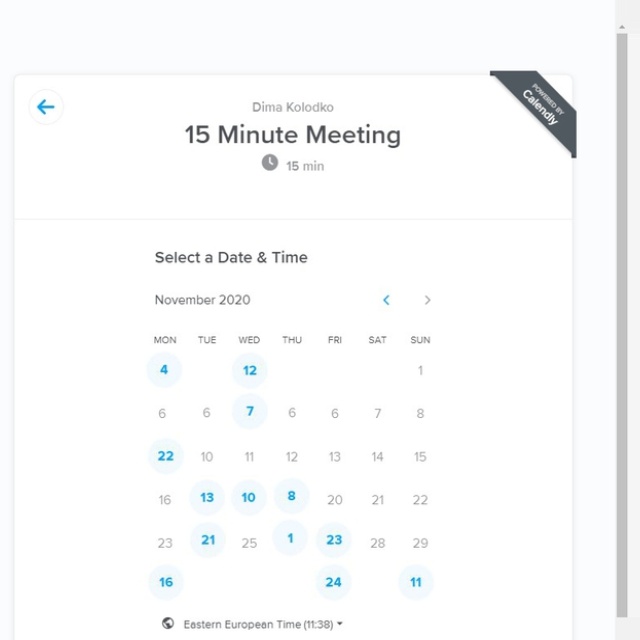 POWERED BY
Calendly
Dima Kolodko
15 Minute Meeting
15 min
Select a Date & Time
November 2020
MON TUE WED THU FRI SAT SUN
4 12 1
6 6 7 6 6 7 8
22 10 11 12 13 14 15
16 13 10 8 20 21 22
23 21 25 1 23 28 29
16 24 11
Eastern European Time (11:38)